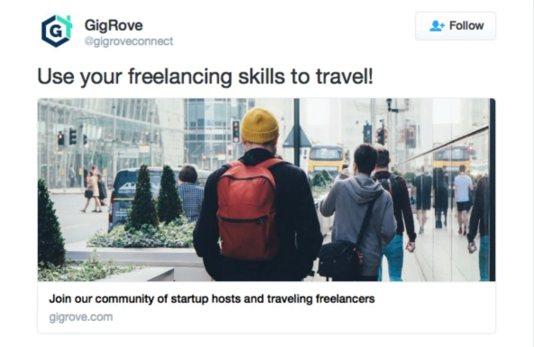 GigRove
@gigroveconnect
Follow
Use your freelancing skills to travel!
Join our community of startup hosts and traveling freelancers
gigrove.com